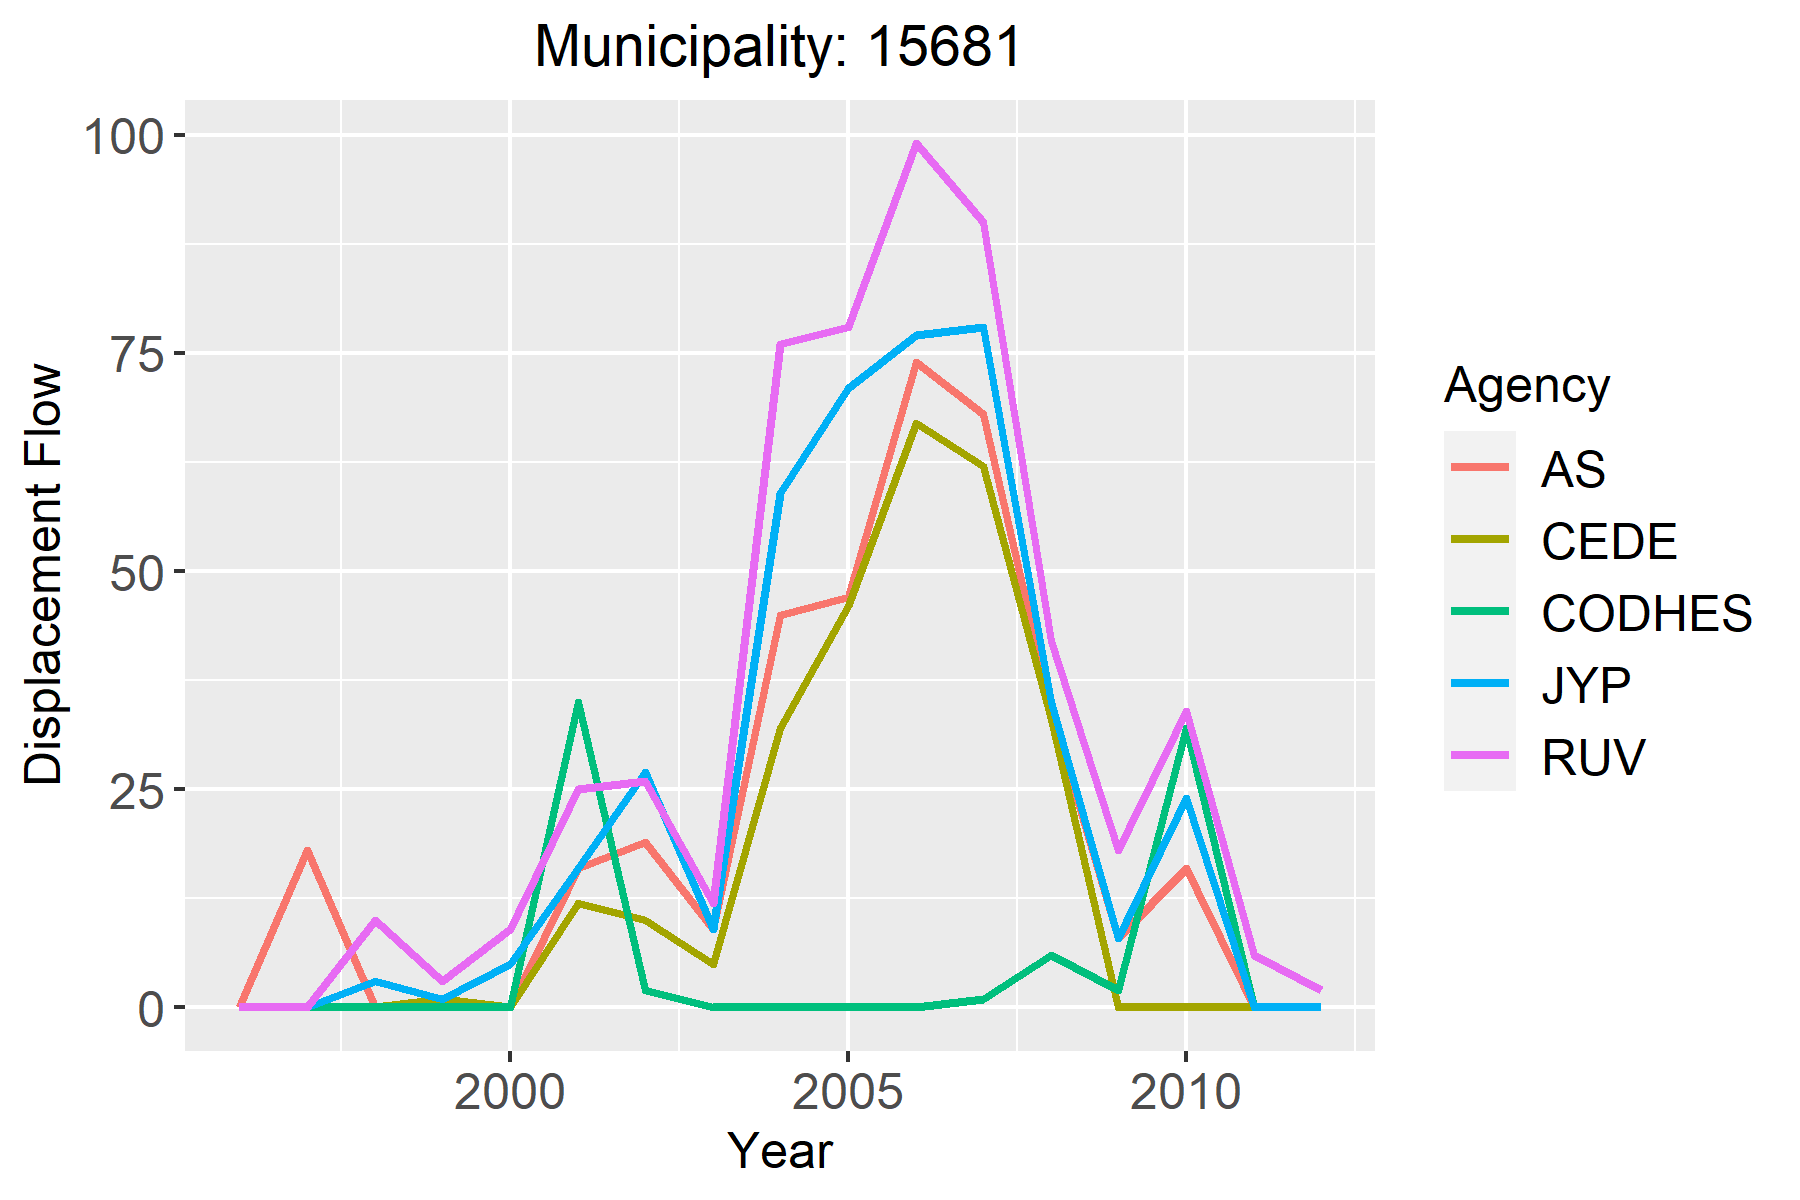 Municipality: 15681
100
75
50
25
0
Displacement Flow
2000 2005 2010
Year
Agency
AS
CEDE
CODHES
JYP
RUV